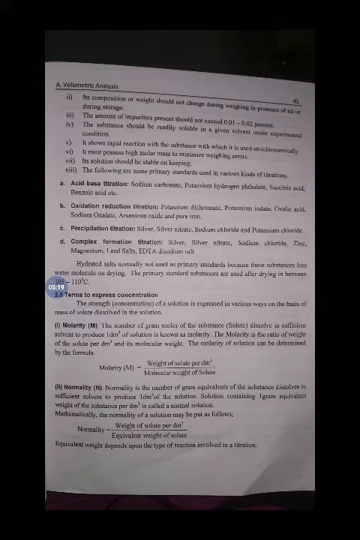 A. Volumetric Analysis
41
ii) Its composition or weight should not change during weighing in presence of air or
during storage.
iii) The amount of impurities present should not exceed 0.01 – 0.02 percent.
iv) The substance should be readily soluble in a given solvent under experimental
condition.
v) It shows rapid reaction with the substance with which it is used stoichiometrically.
vi) It must possess high molar mass to minimize weighing errors.
vii) Its solution should be stable on keeping.
viii) The following are some primary standards used in various kinds of titrations.
a. Acid base titration: Sodium carbonate, Potassium hydrogen phthalate, Succinic acid,
Benzoic acid etc.
b. Oxidation reduction titration: Potassium dichromate, Potassium iodate, Oxalic acid,
Sodium Oxalate, Arsenious oxide and pure iron.
c. Precipitation titration: Silver, Silver nitrate, Sodium chloride and Potassium chloride.
d. Complex formation titration: Silver, Silver nitrate, Sodium chloride, Zinc,
Magnesium, Lead Salts, EDTA disodium salt.
Hydrated salts normally not used as primary standards because these substances loss
water molecule on drying. The primary standard substances are used after drying in between
– 110°C.
05:19
2.8 Terms to express concentration
The strength (concentration) of a solution is expressed in various ways on the basis of
mass of solute dissolved in the solution.
(i) Molarity (M): The number of gram moles of the substance (Solute) dissolve in sufficient
solvent to produce 1dm³ of solution is known as molarity. The Molarity is the ratio of weight
of the solute per dm³ and its molecular weight. The molarity of solution can be determined
by the formula.
Molarity (M) = Weight of solute per dm³ / Molecular weight of Solute
(ii) Normality (N): Normality is the number of gram equivalents of the substance dissolves in
sufficient solvent to produce 1dm³of the solution. Solution containing 1gram equivalent
weight of the substance per dm³ is called a normal solution.
Mathematically, the normality of a solution may be put as follows;
Normality = Weight of solute per dm³ / Equivalent weight of solute
Equivalent weight depends upon the type of reaction involved in a titration.